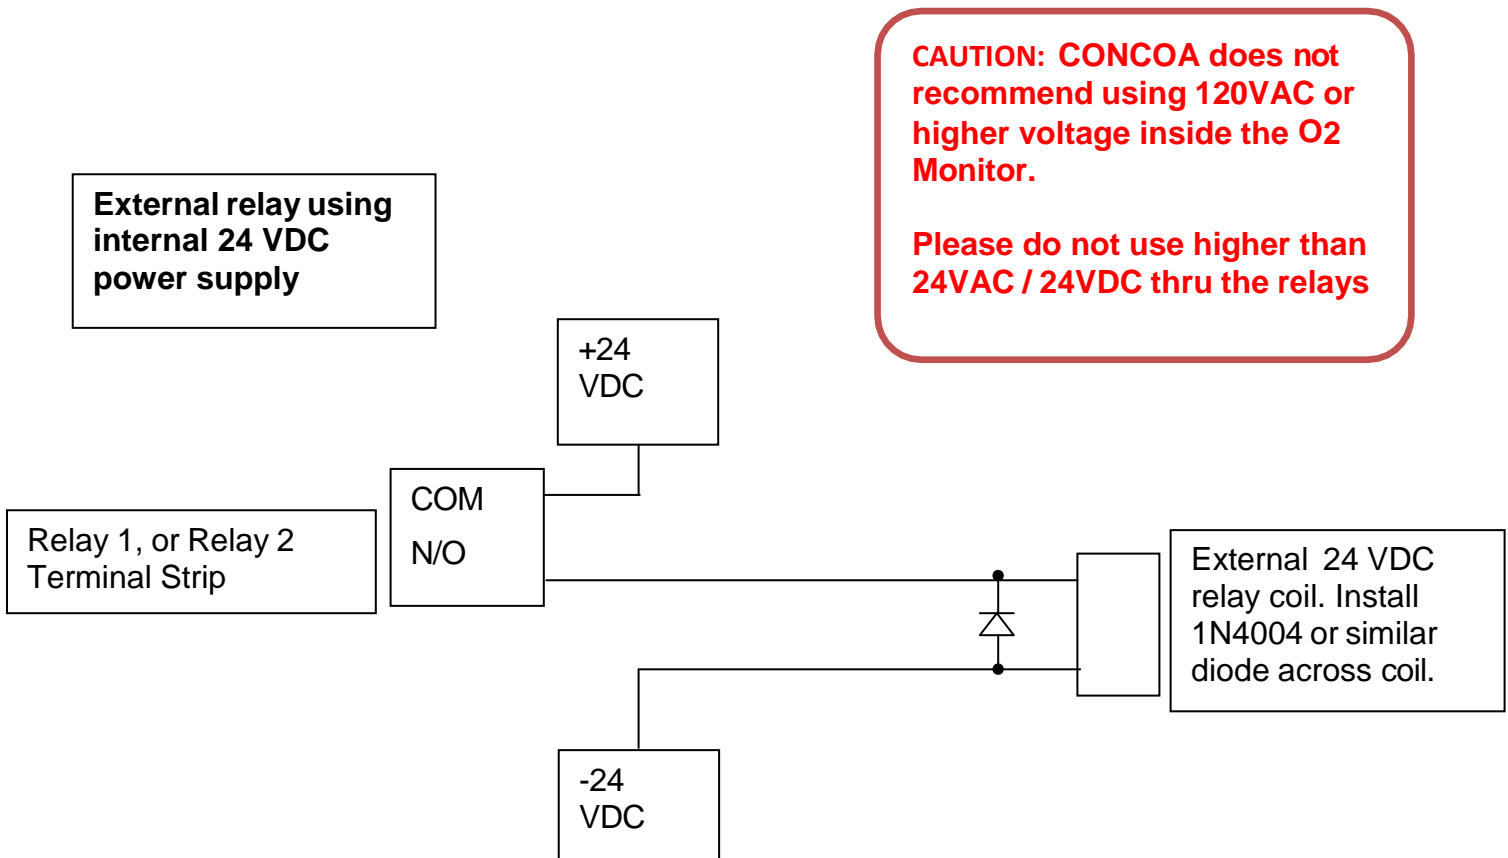 CAUTION: CONCOA does not
recommend using 120VAC or
higher voltage inside the O2
Monitor.
Please do not use higher than
24VAC / 24VDC thru the relays
External relay using
internal 24 VDC
power supply
+24
VDC
COM
N/O
Relay 1, or Relay 2
Terminal Strip
External 24 VDC
relay coil. Install
1N4004 or similar
diode across coil.
-24
VDC